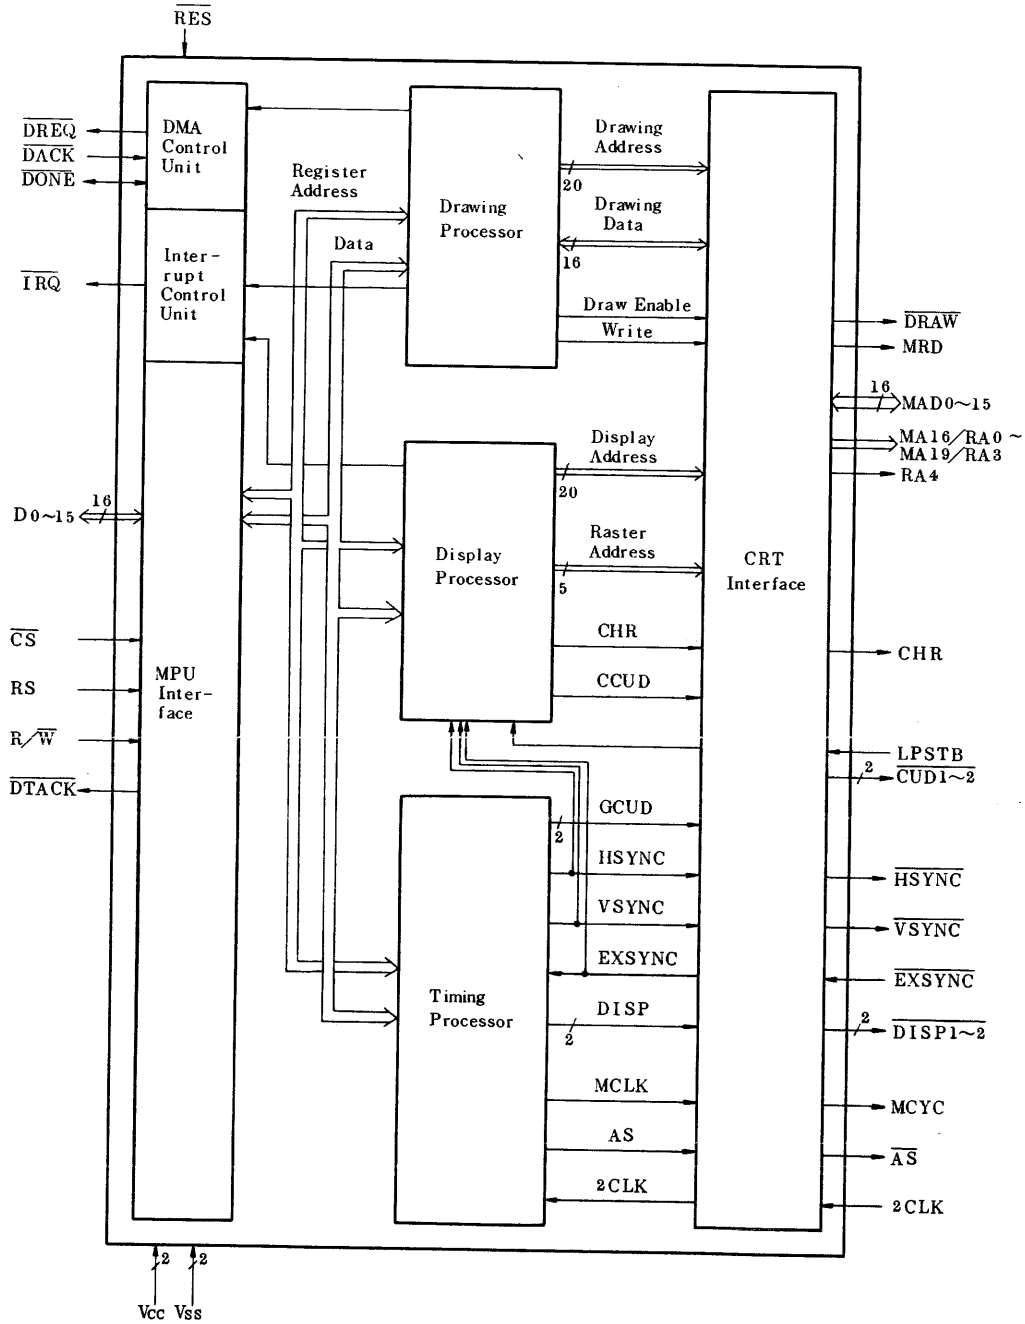 RES
DREQ
DACK
DONE
IRQ
D0~15
16
CS
RS
R/W
DTACK
DMA
Control
Unit
Inter-
rupt
Control
Unit
MPU
Inter-
face
Register
Address
Data
Drawing
Processor
Drawing
Address
20
Drawing
Data
16
Draw Enable
Write
Display
Processor
Display
Address
20
Raster
Address
5
CHR
CCUD
Timing
Processor
GCUD
2
HSYNC
VSYNC
EXSYNC
DISP
2
MCLK
AS
2CLK
CRT
Interface
DRAW
MRD
16
MAD0~15
MA16/RA0~
MA19/RA3
RA4
CHR
LPSTB
2
CUD1~2
HSYNC
VSYNC
EXSYNC
2
DISP1~2
MCYC
AS
2CLK
2
2
Vcc
Vss